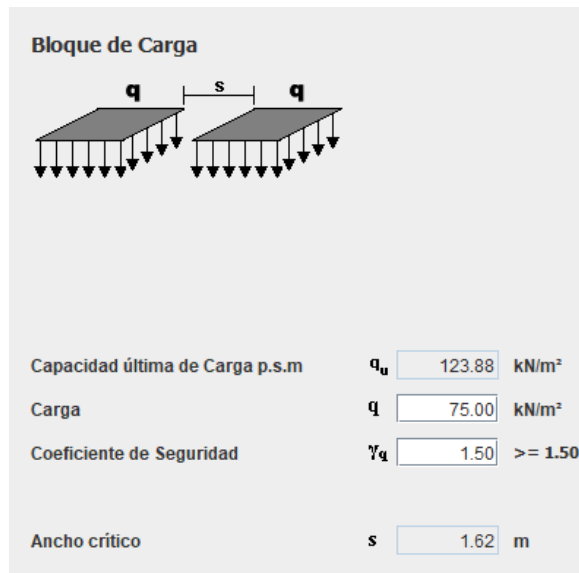 Bloque de Carga
q s q
Capacidad última de Carga p.s.m qu 123.88 kN/m²
Carga q 75.00 kN/m²
Coeficiente de Seguridad γq 1.50 >= 1.50
Ancho crítico s 1.62 m